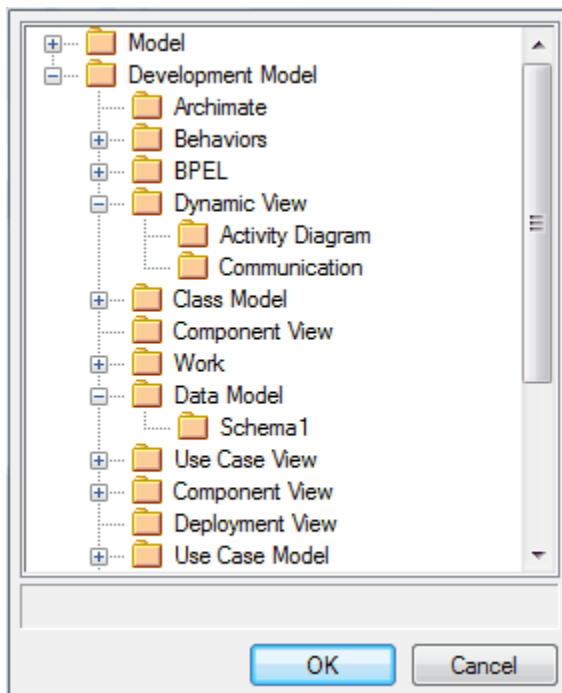 Model
Development Model
Archimate
Behaviors
BPEL
Dynamic View
Activity Diagram
Communication
Class Model
Component View
Work
Data Model
Schema1
Use Case View
Component View
Deployment View
Use Case Model
OK
Cancel